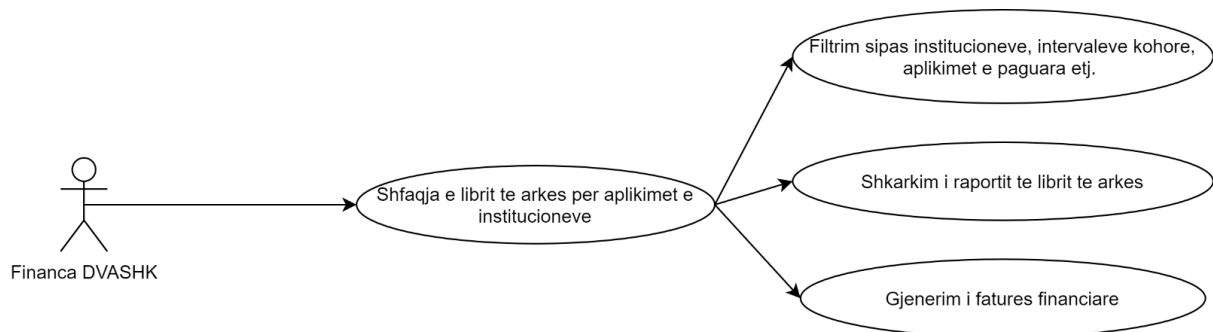 Filtrim sipas institucioneve, intervaleve kohore,
aplikimet e paguara etj.
Shfaqja e librit te arkes per aplikimet e
institucioneve
Shkarkim i raportit te librit te arkes
Financa DVASHK
Gjenerim i fatures financiare